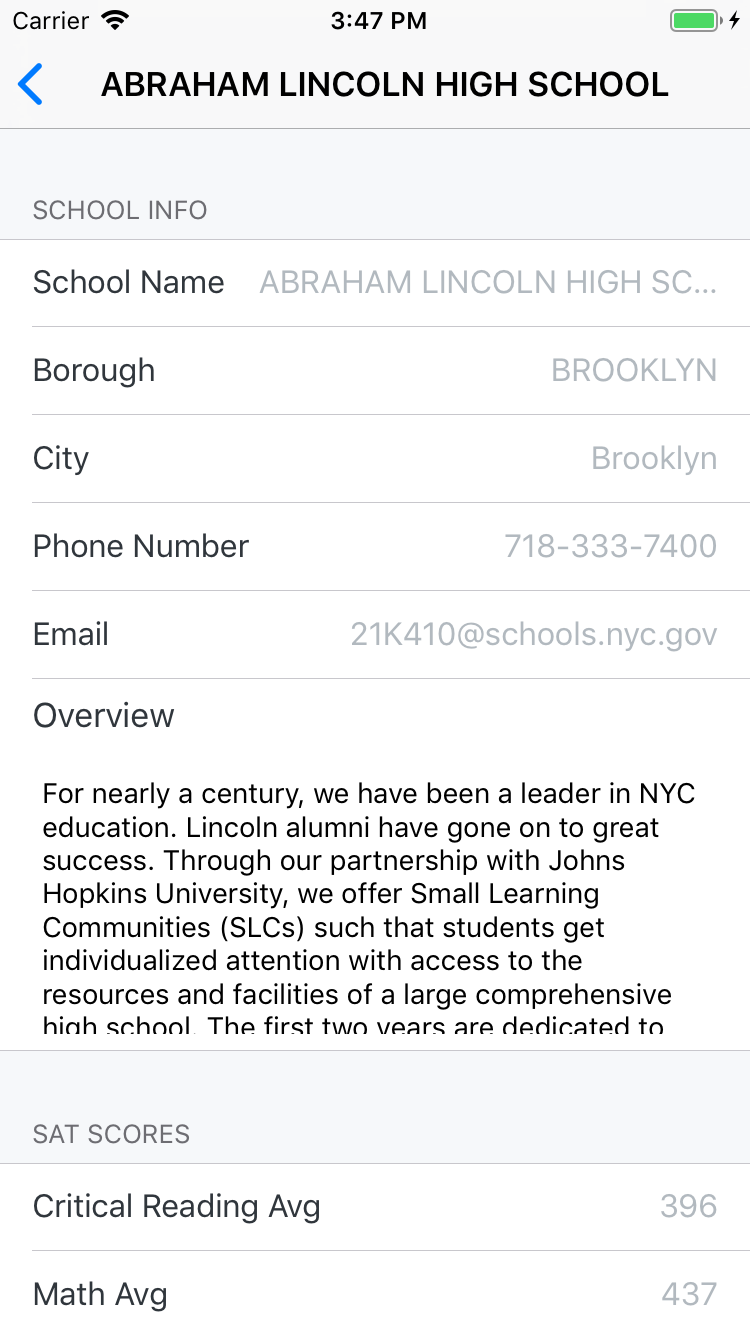 Carrier 3:47 PM
ABRAHAM LINCOLN HIGH SCHOOL
SCHOOL INFO
School Name ABRAHAM LINCOLN HIGH SC...
Borough BROOKLYN
City Brooklyn
Phone Number 718-333-7400
Email 21K410@schools.nyc.gov
Overview
For nearly a century, we have been a leader in NYC
education. Lincoln alumni have gone on to great
success. Through our partnership with Johns
Hopkins University, we offer Small Learning
Communities (SLCs) such that students get
individualized attention with access to the
resources and facilities of a large comprehensive
high school. The first two years are dedicated to
SAT SCORES
Critical Reading Avg 396
Math Avg 437